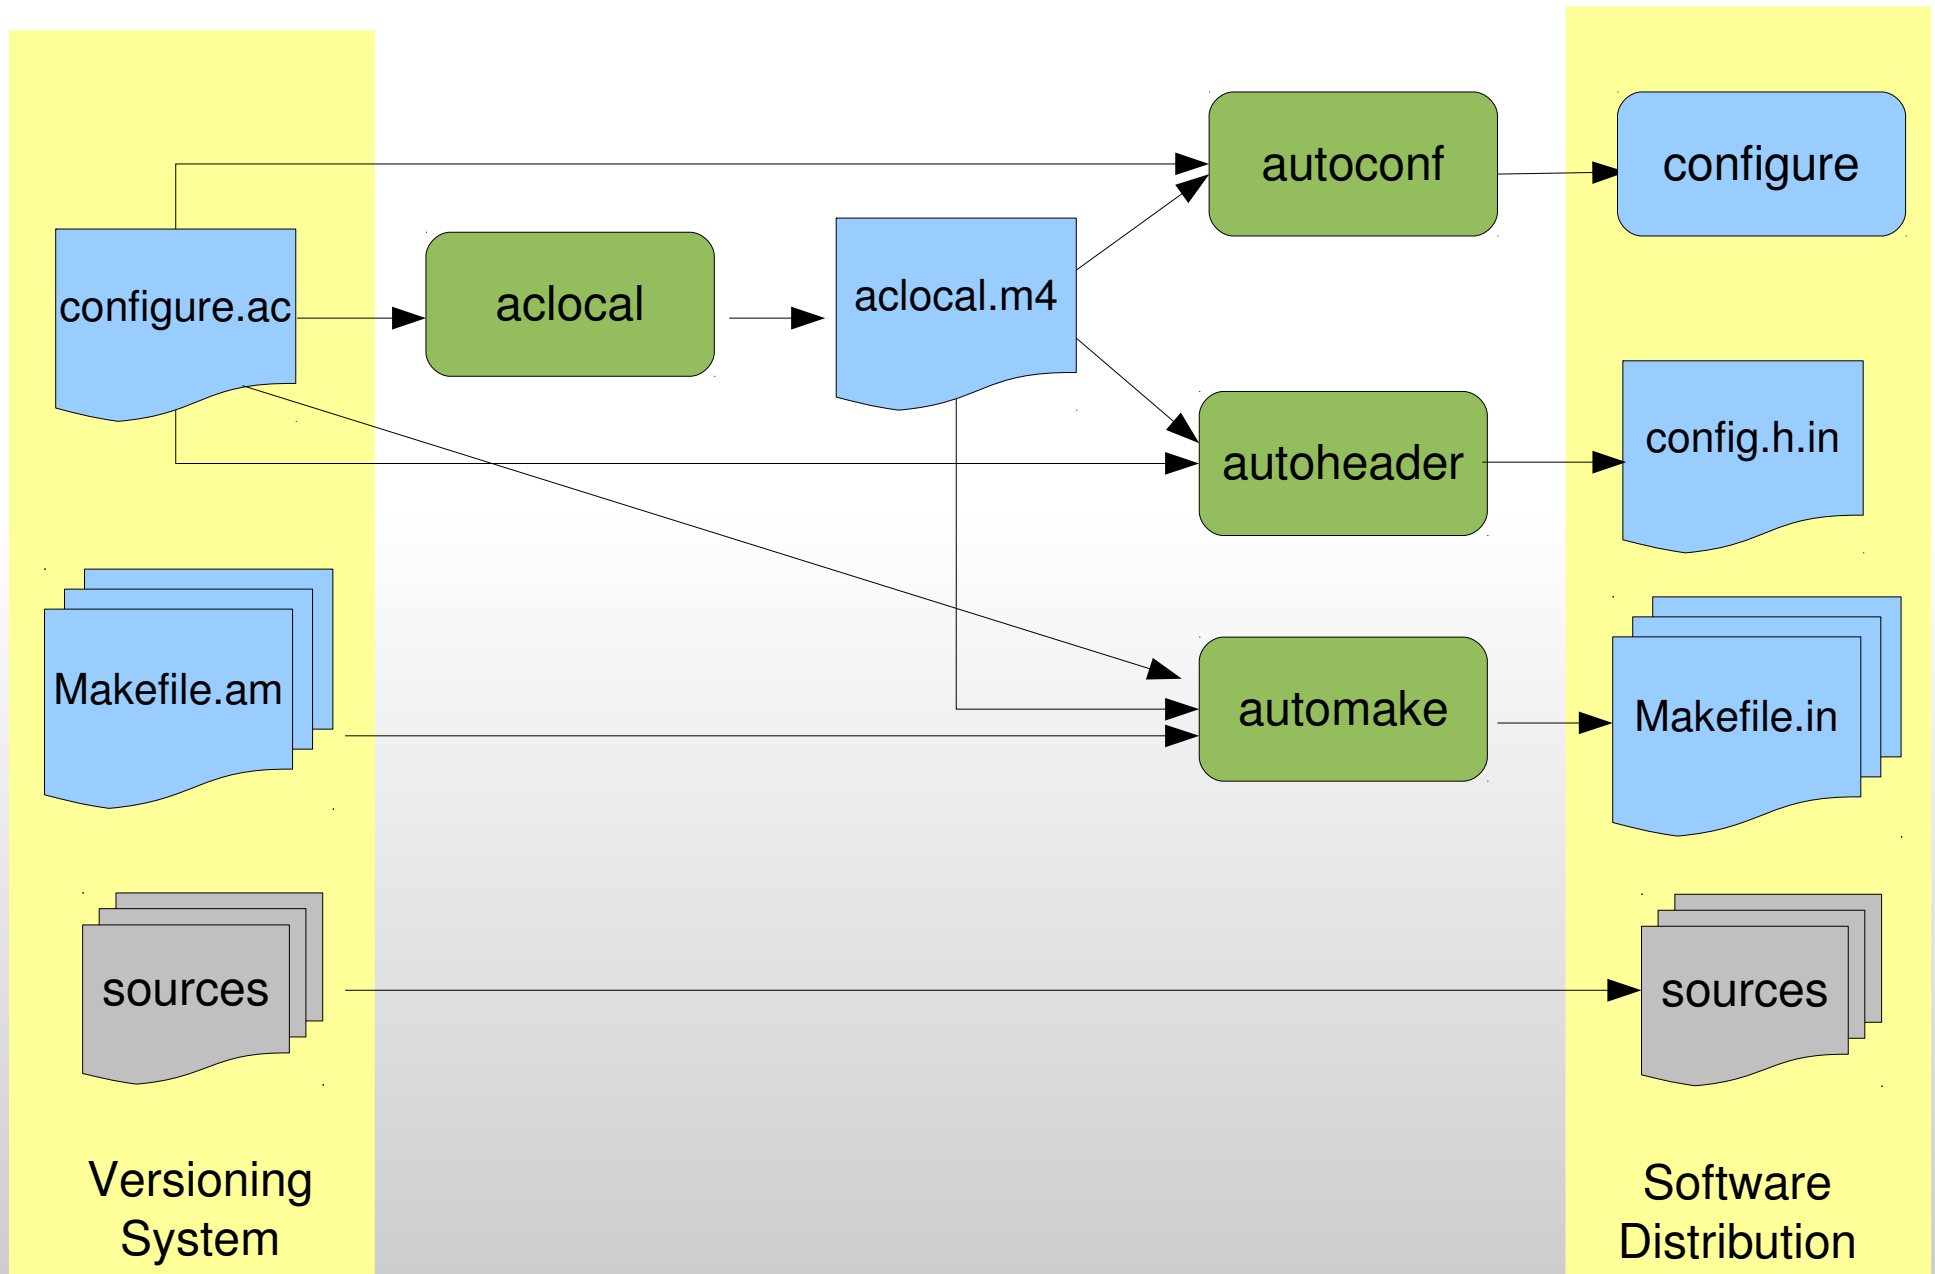 autoconf
configure
configure.ac
aclocal
aclocal.m4
autoheader
config.h.in
Makefile.am
automake
Makefile.in
sources
sources
Versioning
System
Software
Distribution